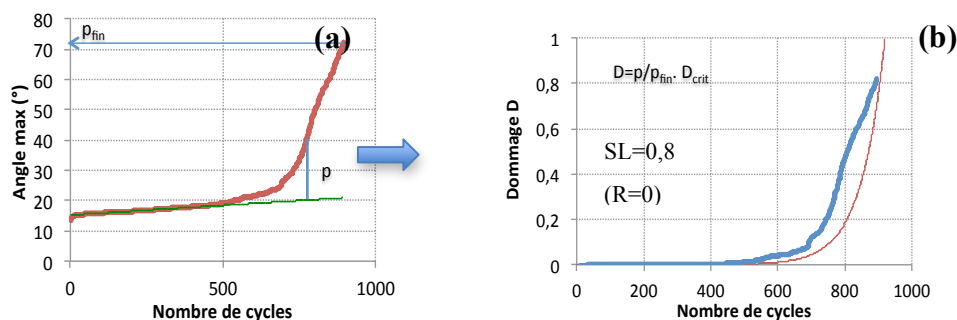 80
70
60
50
40
30
20
10
0
Angle max (°)
p_fin
(a)
p
0
500
1000
Nombre de cycles
1
0,8
0,6
0,4
0,2
0
Dommage D
(b)
D=p/p_fin. D_crit
SL=0,8
(R=0)
0
200
400
600
800
1000
Nombre de cycles